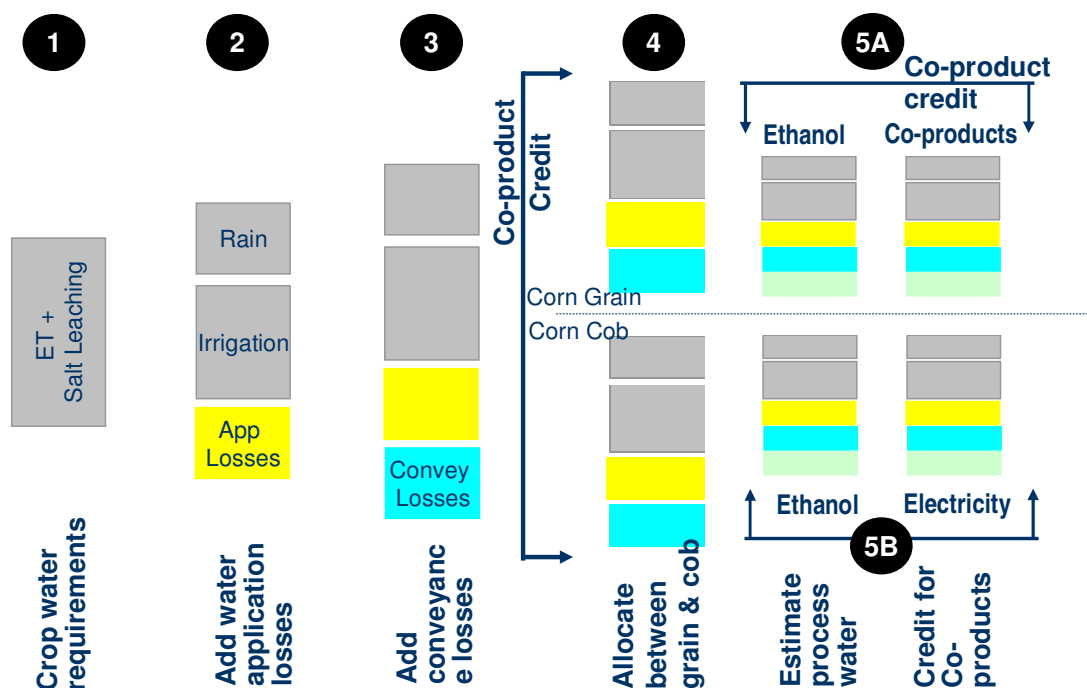 1
2
3
4
5A
Co-product
credit
Co-product
Credit
Ethanol
Co-products
ET +
Salt Leaching
Rain
Irrigation
App
Losses
Convey
Losses
Corn Grain
Corn Cob
Ethanol
Electricity
5B
Crop water
requirements
Add water
application
losses
Add
conveyanc
e losses
Allocate
between
grain & cob
Estimate
process
water
Credit for
Co-
products